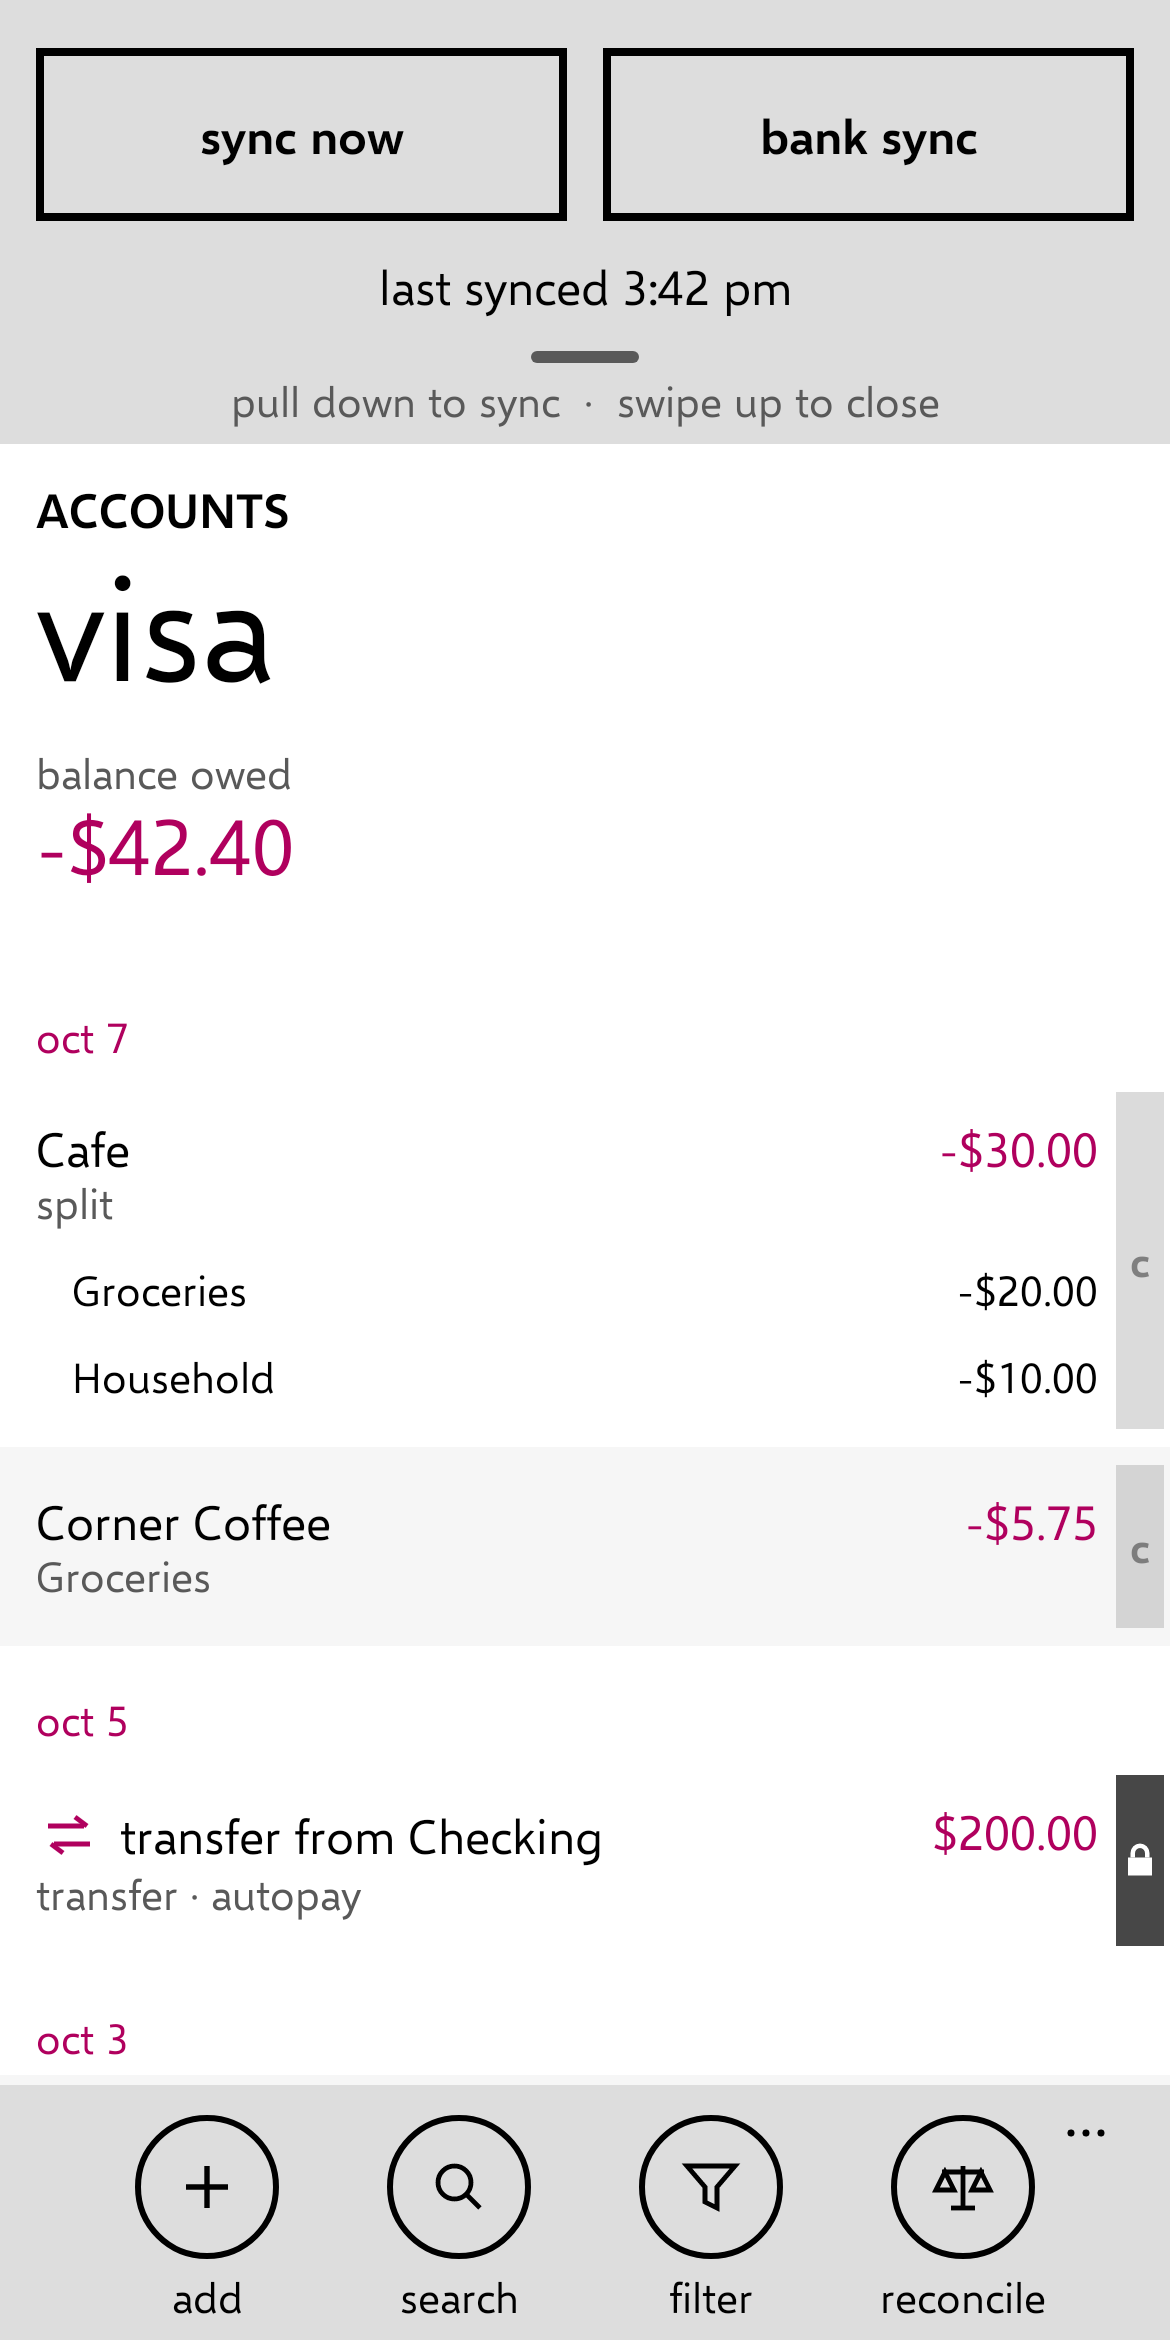 sync now
bank sync
last synced 3:42 pm
pull down to sync · swipe up to close
ACCOUNTS
visa
balance owed
-$42.40
oct 7
Cafe -$30.00
split
c
Groceries -$20.00
Household -$10.00
Corner Coffee -$5.75
c
Groceries
oct 5
transfer from Checking $200.00
transfer · autopay
oct 3
...
add
search
filter
reconcile